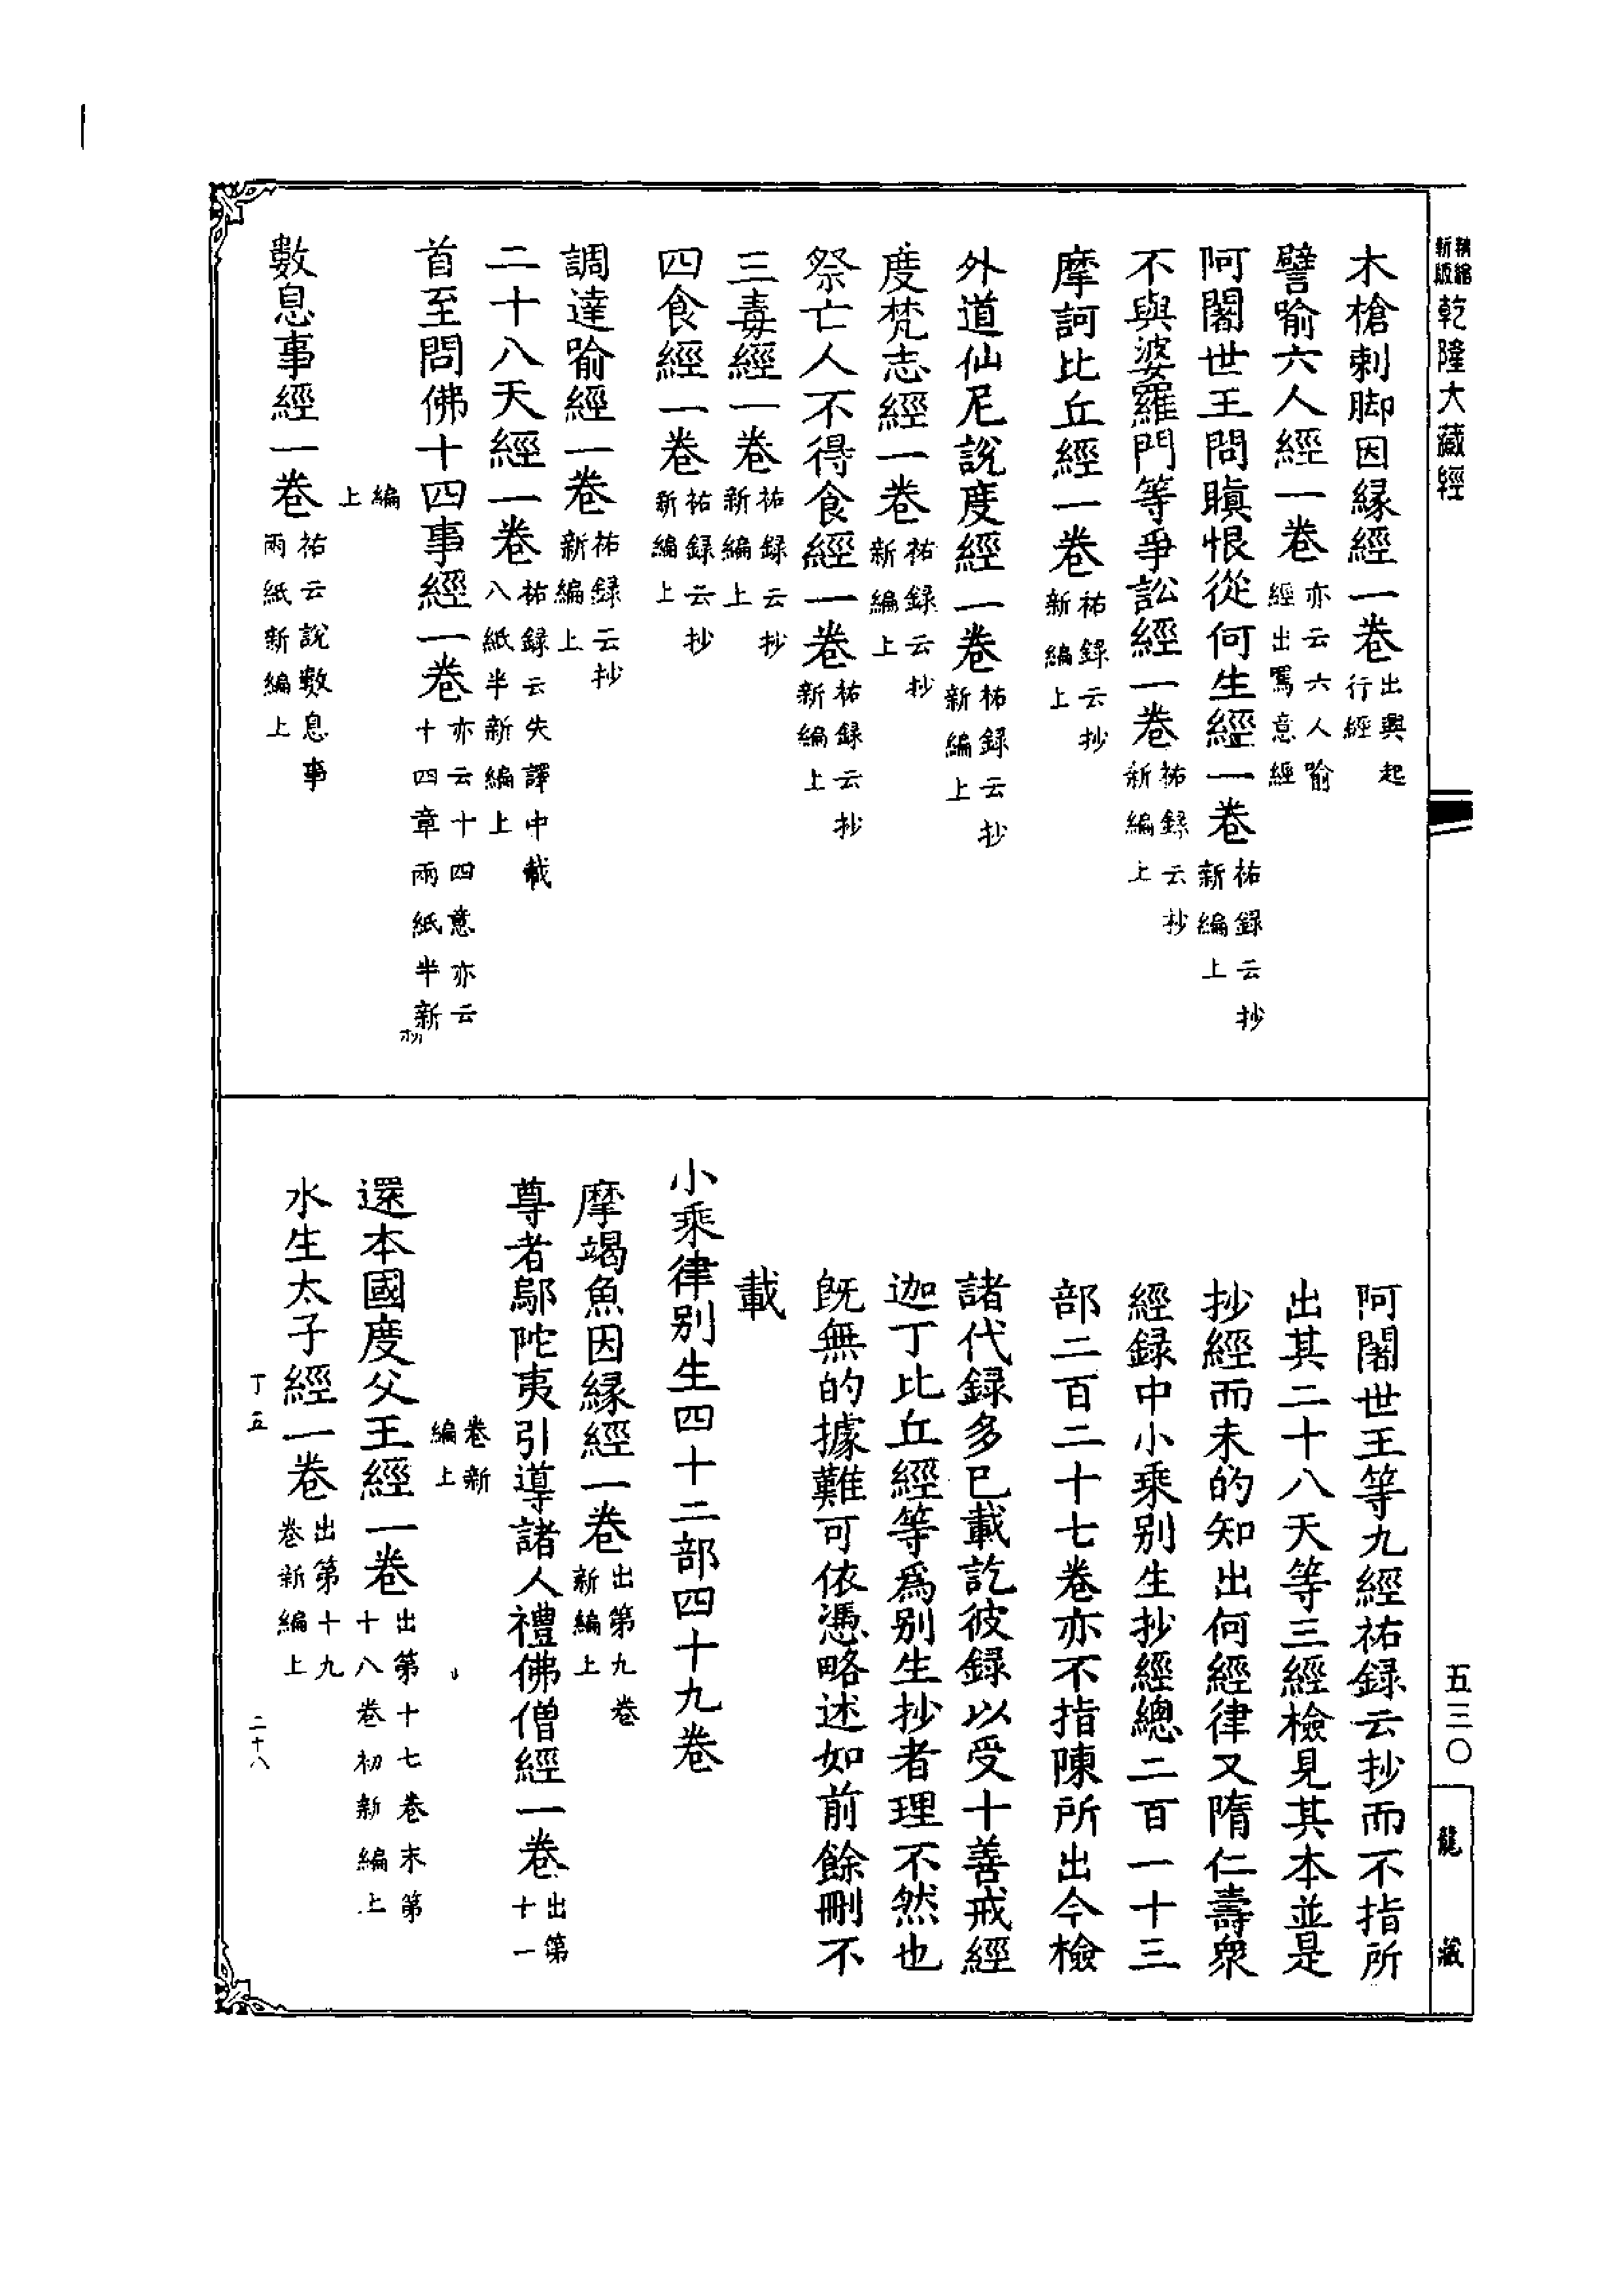 精縮新版乾隆大藏經
木槍刺脚因緣經一卷出興起行經
譬喻六人經一卷亦云六人喻經出罵意經
阿闍世王問瞋恨從何生經一卷祐録云抄新編上
不與婆羅門等爭訟經一卷祐録云抄新編上
摩訶比丘經一卷祐録云抄新編上
外道仙尼說度經一卷祐録云抄新編上
度梵志經一卷祐録云抄新編上
祭亡人不得食經一卷祐録云抄新編上
三毒經一卷祐録云抄新編上
四食經一卷祐録云抄新編上
調達喻經一卷祐録云抄新編上
二十八天經一卷祐録云失譯中載八紙半新編上
首至問佛十四事經一卷亦云十四意亦云十四章兩紙半新
編上
數息事經一卷祐云說數息事兩紙新編上
阿闍世王等九經祐録云抄而不指所
出其二十八天等三經檢見其本並是
抄經而未的知出何經律又隋仁壽衆
經録中小乘别生抄經總二百一十三
部二百二十七卷亦不指陳所出今檢
諸代録多已載訖彼録以受十善戒經
迦丁比丘經等爲别生抄者理不然也
既無的據難可依憑略述如前餘刪不
載
小乘律别生四十二部四十九卷
摩竭魚因緣經一卷出第九卷新編上
尊者鄔陀夷引導諸人禮佛僧經一卷出第十一
卷新編上
還本國度父王經一卷出第十七卷末第十八卷初新編上
水生太子經一卷出第十九卷新編上
丁五
二十八
五三〇
龍藏